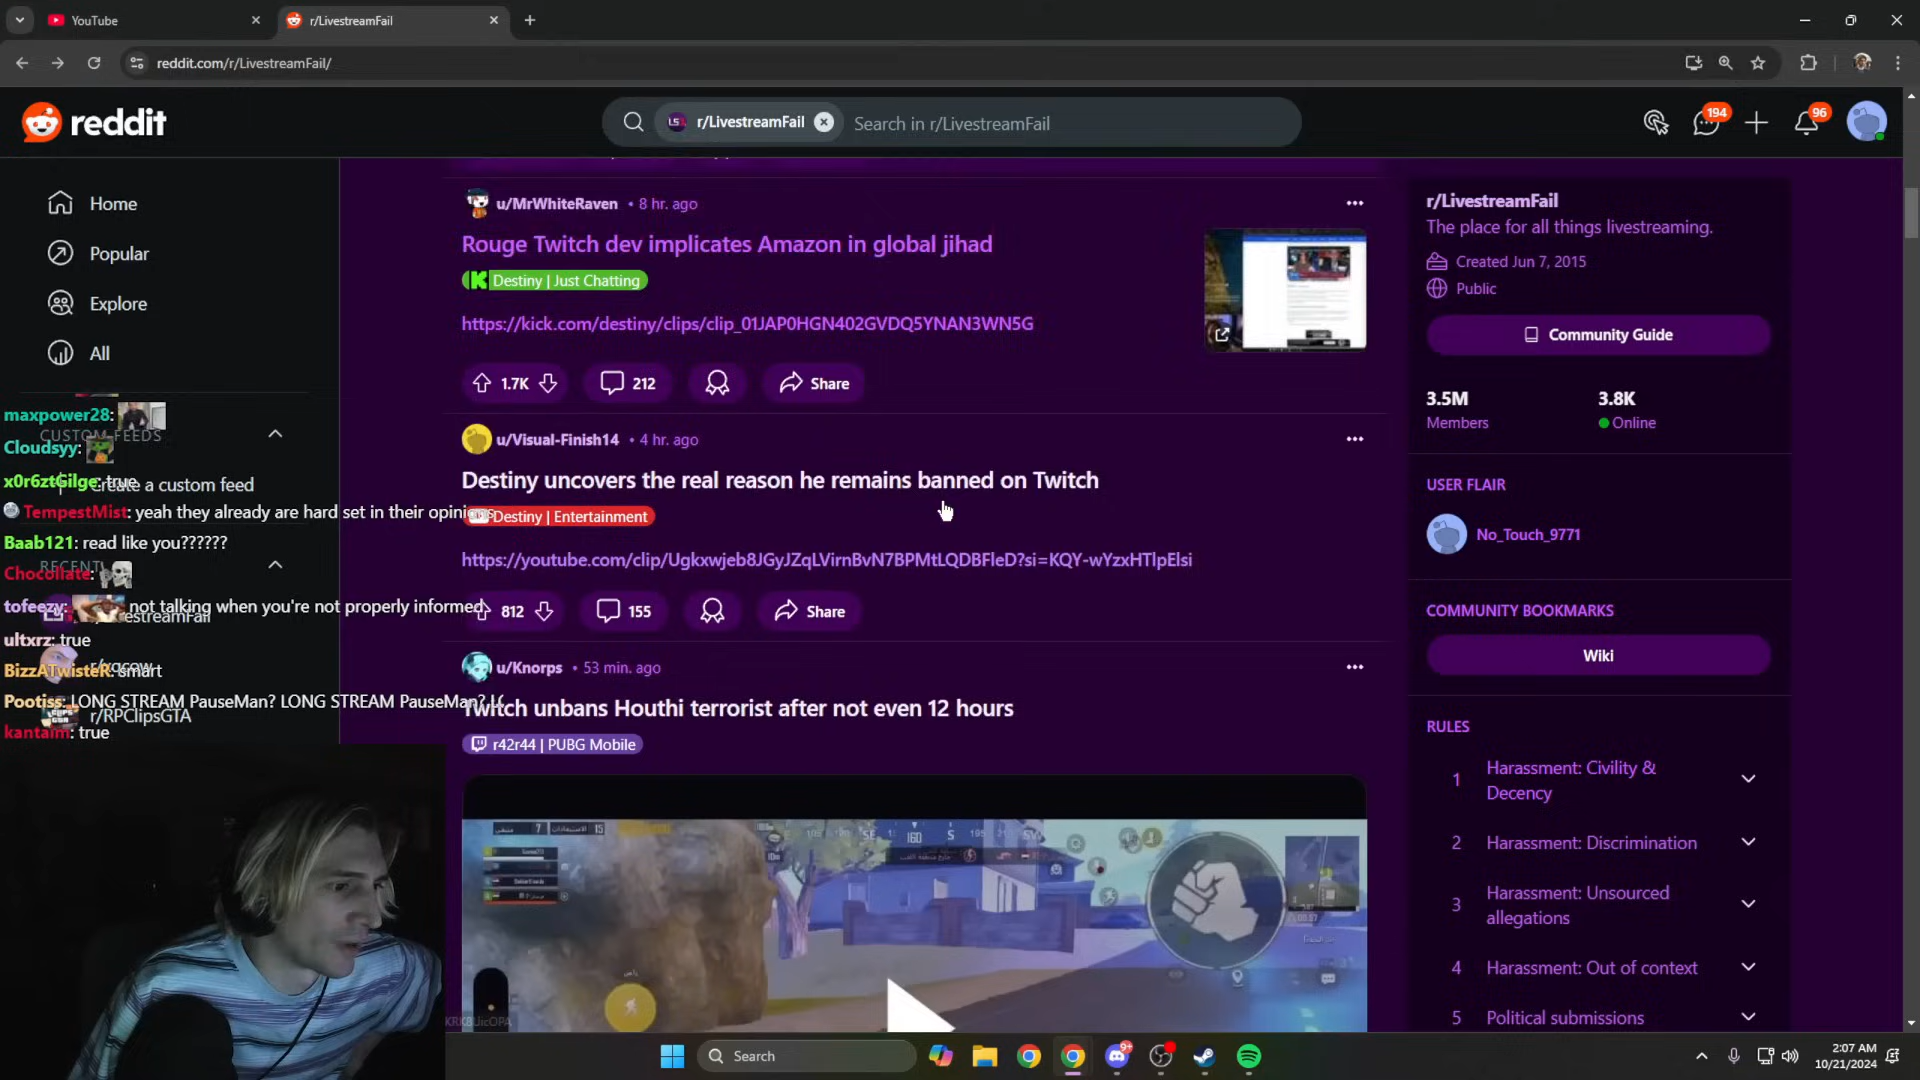 YouTube
r/LivestreamFail
reddit.com/r/LivestreamFail/
reddit
r/LivestreamFail
Search in r/LivestreamFail
194
96
Home
Popular
Explore
All
CUSTOM FEEDS
Create a custom feed
RECENT
r/RPClipsGTA
maxpower28:
Cloudsyy:
x0r6ztGilge: true
TempestMist: yeah they already are hard set in their opinions
Baab121: read like you??????
Chocollate:
tofeezy: not talking when you're not properly informed
ultxrz: true
BizzATwisteR: smart
Pootiss: LONG STREAM PauseMan? LONG STREAM PauseMan?
kantaim: true
u/MrWhiteRaven • 8 hr. ago
Rouge Twitch dev implicates Amazon in global jihad
Destiny | Just Chatting
https://kick.com/destiny/clips/clip_01JAP0HGN402GVDQ5YNAN3WN5G
1.7K
212
Share
u/Visual-Finish14 • 4 hr. ago
Destiny uncovers the real reason he remains banned on Twitch
Destiny | Entertainment
https://youtube.com/clip/Ugkxwjeb8JGyJZqLVirnBvN7BPMtLQDBFleD?si=KQY-wYzxHTlpElsi
812
155
Share
u/Knorps • 53 min. ago
Twitch unbans Houthi terrorist after not even 12 hours
r42r44 | PUBG Mobile
r/LivestreamFail
The place for all things livestreaming.
Created Jun 7, 2015
Public
Community Guide
3.5M
Members
3.8K
Online
USER FLAIR
No_Touch_9771
COMMUNITY BOOKMARKS
Wiki
RULES
1 Harassment: Civility &
Decency
2 Harassment: Discrimination
3 Harassment: Unsourced
allegations
4 Harassment: Out of context
5 Political submissions
Search
9+
2:07 AM
10/21/2024